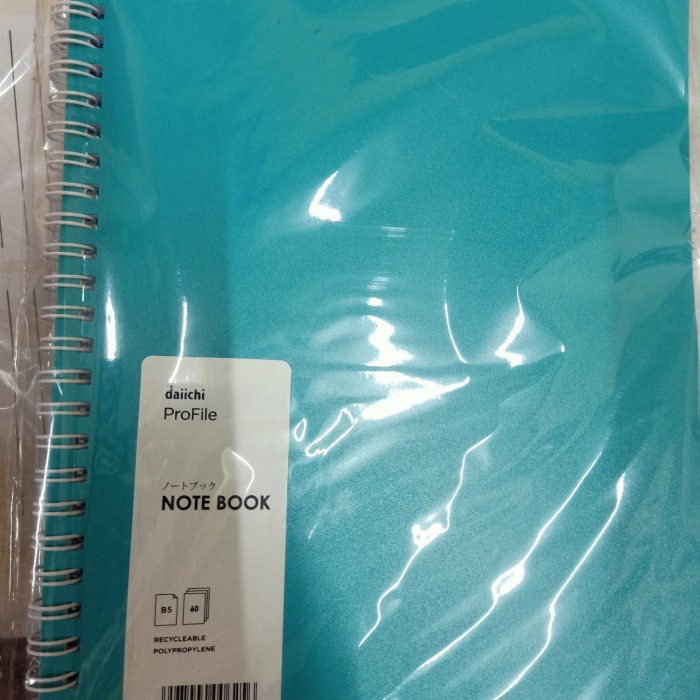 daiichi
ProFile
ノートブック
NOTE BOOK
B5
60
RECYCLEABLE
POLYPROPYLENE